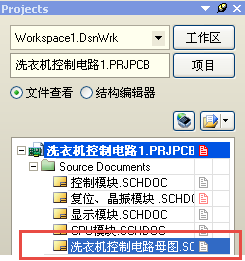 Projects
Workspace1.DsnWrk 工作区
洗衣机控制电路1.PRJPCB 项目
文件查看 结构编辑器
洗衣机控制电路1.PRJPCB
Source Documents
控制模块.SCHDOC
复位、晶振模块 .SCHDOC
显示模块.SCHDOC
CPU模块.SCHDOC
洗衣机控制电路母图.SC